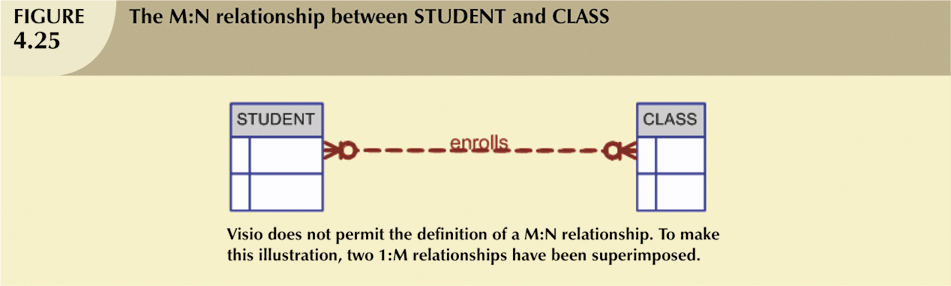 FIGURE
4.25
The M:N relationship between STUDENT and CLASS
STUDENT
enrolls
CLASS
Visio does not permit the definition of a M:N relationship. To make
this illustration, two 1:M relationships have been superimposed.